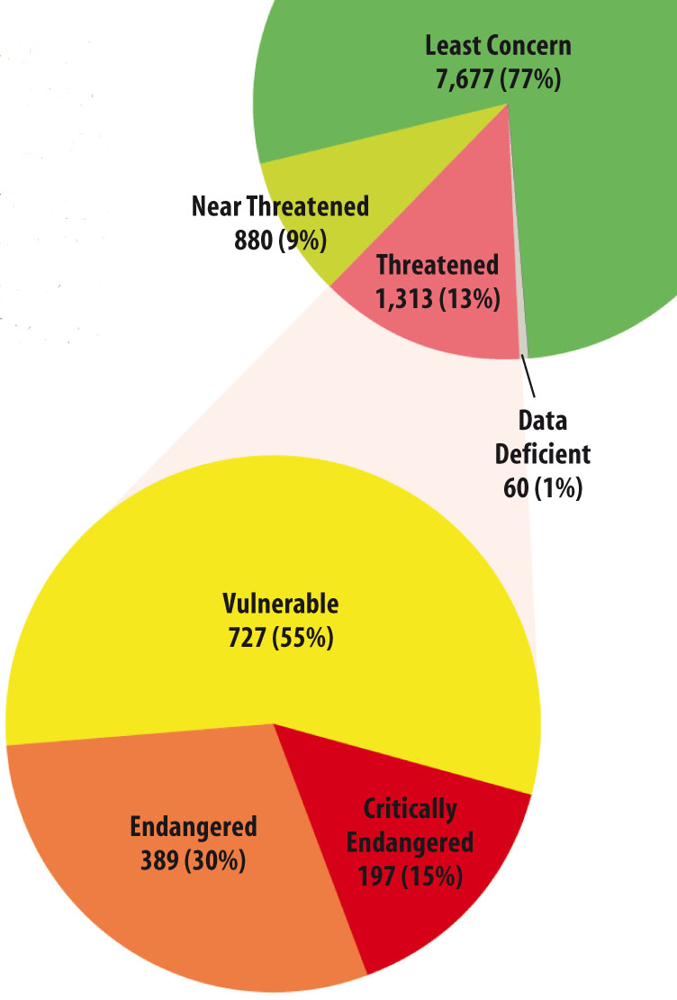 Least Concern
7,677 (77%)
Near Threatened
880 (9%)
Threatened
1,313 (13%)
Data
Deficient
60 (1%)
Vulnerable
727 (55%)
Endangered
389 (30%)
Critically
Endangered
197 (15%)